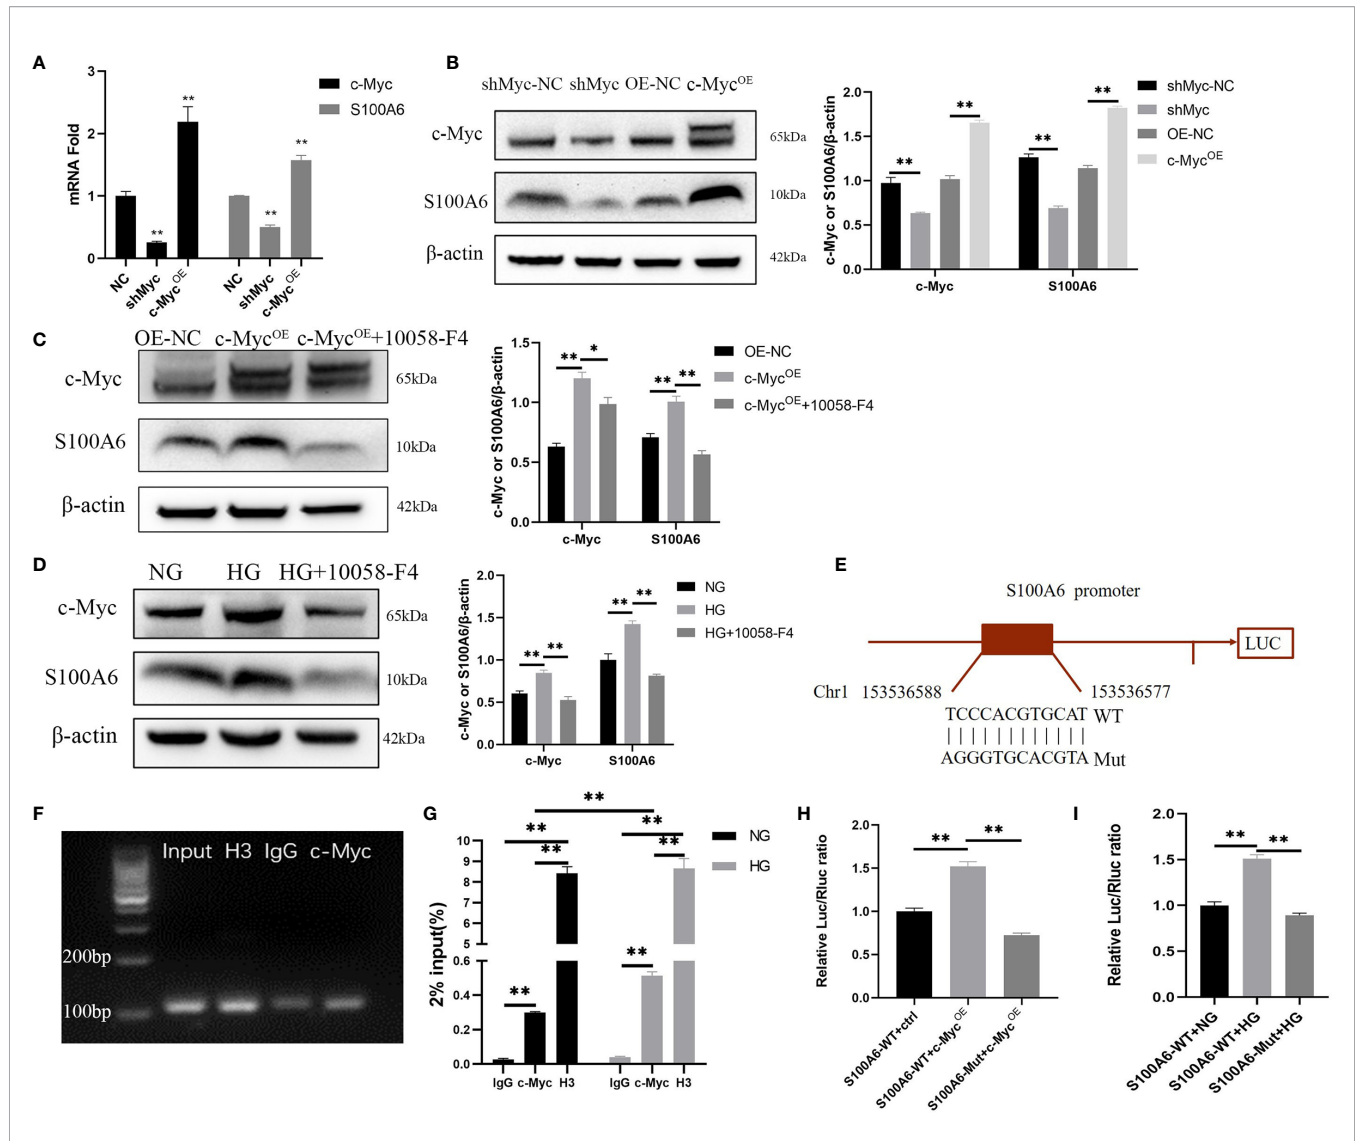 A
3
2
1
0
mRNA Fold
**
**
**
**
NC
shMyc
c-Myc^OE
NC
shMyc
c-Myc^OE
c-Myc
S100A6
B
shMyc-NC shMyc OE-NC c-Myc^OE
c-Myc
65kDa
S100A6
10kDa
β-actin
42kDa
c-Myc or S100A6/β-actin
2.0
1.5
1.0
0.5
0.0
**
**
**
**
c-Myc
S100A6
shMyc-NC
shMyc
OE-NC
c-Myc^OE
C
OE-NC c-Myc^OE c-Myc^OE+10058-F4
c-Myc
65kDa
S100A6
10kDa
β-actin
42kDa
c-Myc or S100A6/β-actin
1.5
1.0
0.5
0.0
** *
** **
c-Myc
S100A6
OE-NC
c-Myc^OE
c-Myc^OE+10058-F4
D
NG HG HG+10058-F4
c-Myc
65kDa
S100A6
10kDa
β-actin
42kDa
c-Myc or S100A6/β-actin
2.0
1.5
1.0
0.5
0.0
** **
** **
c-Myc
S100A6
NG
HG
HG+10058-F4
E
S100A6 promoter
LUC
Chr1 153536588
153536577
TCCCACGTGCAT WT
AGGGTGCACGTA Mut
F
Input H3 IgG c-Myc
200bp
100bp
G
2% input(%)
10
9
8
7
6
5
0.6
0.4
0.2
0.0
**
**
**
**
**
**
**
IgG c-Myc H3
IgG c-Myc H3
NG
HG
H
Relative Luc/Rluc ratio
2.0
1.5
1.0
0.5
0.0
** **
S100A6-WT+ctrl
S100A6-WT+c-Myc^OE
S100A6-Mut+c-Myc^OE
I
Relative Luc/Rluc ratio
2.0
1.5
1.0
0.5
0.0
** **
S100A6-WT+NG
S100A6-WT+HG
S100A6-Mut+HG